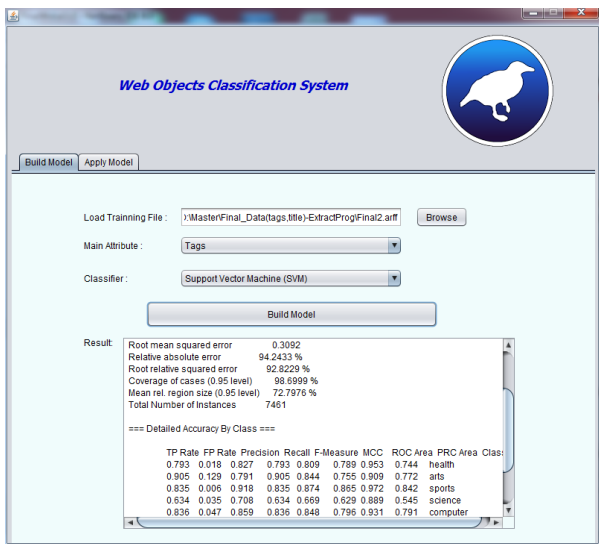 Web Objects Classification System
Build Model Apply Model
Load Trainning File : ):\Master\Final_Data(tags,title)-ExtractProg\Final2.arff Browse
Main Attribute : Tags
Classifier : Support Vector Machine (SVM)
Build Model
Result:
Root mean squared error 0.3092
Relative absolute error 94.2433 %
Root relative squared error 92.8229 %
Coverage of cases (0.95 level) 98.6999 %
Mean rel. region size (0.95 level) 72.7976 %
Total Number of Instances 7461
=== Detailed Accuracy By Class ===
TP Rate FP Rate Precision Recall F-Measure MCC ROC Area PRC Area Clas
0.793 0.018 0.827 0.793 0.809 0.789 0.953 0.744 health
0.905 0.129 0.791 0.905 0.844 0.755 0.909 0.772 arts
0.835 0.006 0.918 0.835 0.874 0.865 0.972 0.842 sports
0.634 0.035 0.708 0.634 0.669 0.629 0.889 0.545 science
0.836 0.047 0.859 0.836 0.848 0.796 0.931 0.791 computer